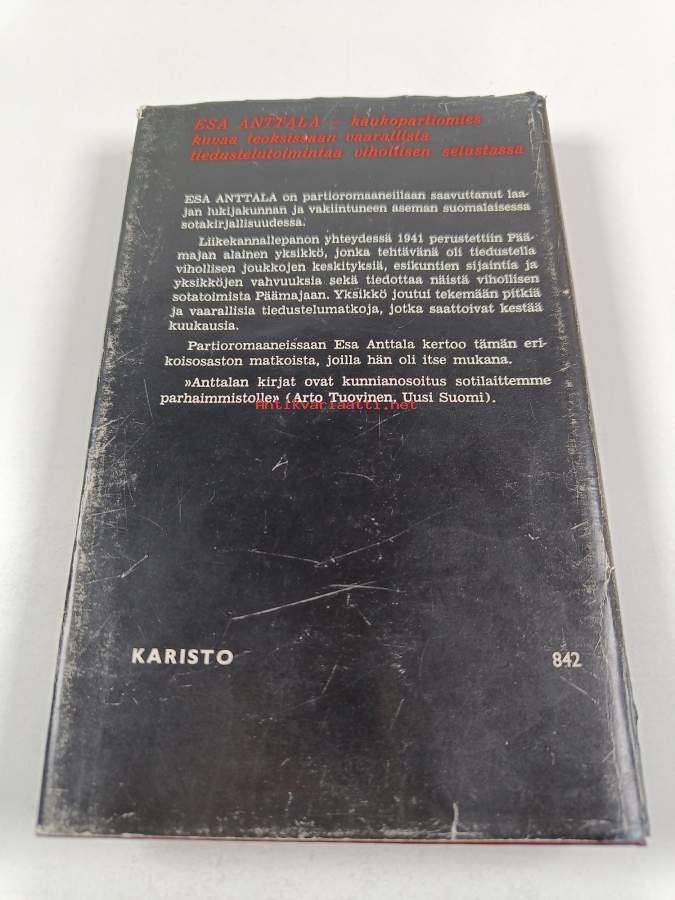 ESA ANTTALA – kaukopartiomies
kuvaa teoksissaan vaarallista
tiedustelutoimintaa vihollisen selustassa
ESA ANTTALA on partioromaaneillaan saavuttanut laa-
jan lukijakunnan ja vakiintuneen aseman suomalaisessa
sotakirjallisuudessa.
Liikekannallepanon yhteydessä 1941 perustettiin Pää-
majan alainen yksikkö, jonka tehtävänä oli tiedustella
vihollisen joukkojen keskityksiä, esikuntien sijaintia ja
yksikköjen vahvuuksia sekä tiedottaa näistä vihollisen
sotatoimista Päämajaan. Yksikkö joutui tekemään pitkiä
ja vaarallisia tiedustelumatkoja, jotka saattoivat kestää
kuukausia.
Partioromaaneissaan Esa Anttala kertoo tämän eri-
koisosaston matkoista, joilla hän oli itse mukana.
»Anttalan kirjat ovat kunnianosoitus sotilaittemme
parhaimmistolle» (Arto Tuovinen, Uusi Suomi).
Antikvariaatti.net
KARISTO 842